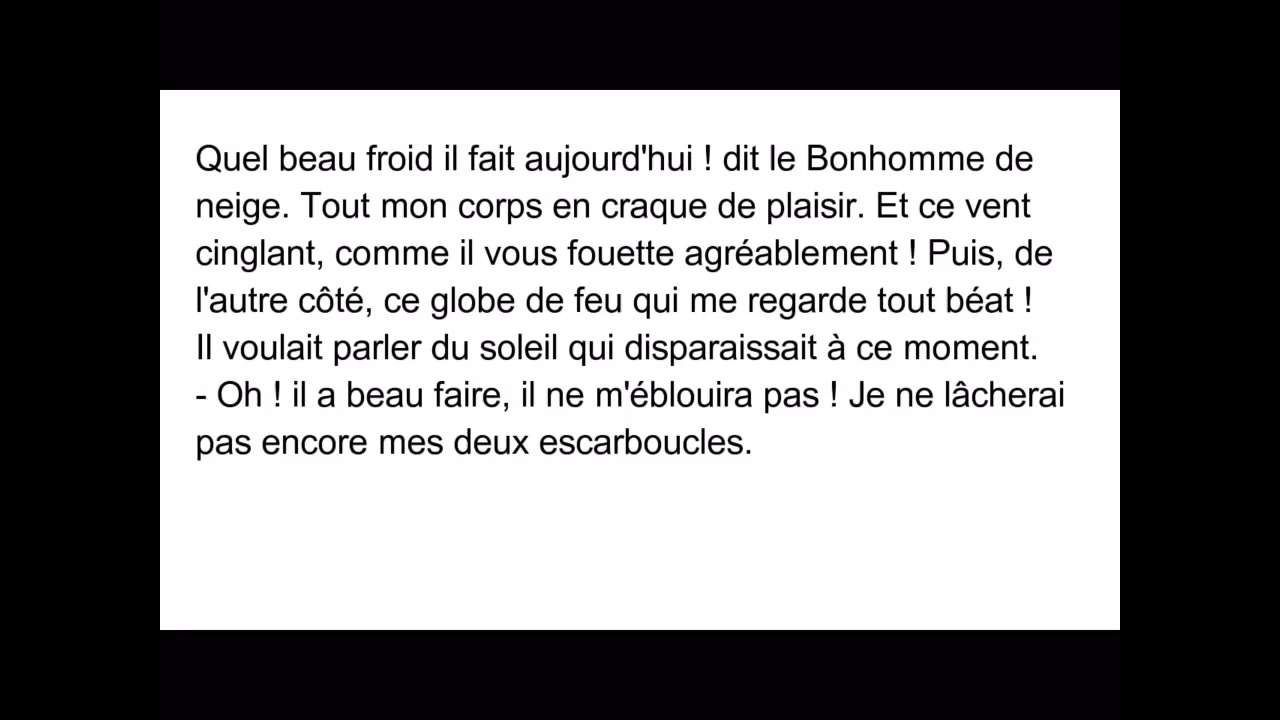 Quel beau froid il fait aujourd'hui ! dit le Bonhomme de
neige. Tout mon corps en craque de plaisir. Et ce vent
cinglant, comme il vous fouette agréablement ! Puis, de
l'autre côté, ce globe de feu qui me regarde tout béat !
Il voulait parler du soleil qui disparaissait à ce moment.
- Oh ! il a beau faire, il ne m'éblouira pas ! Je ne lâcherai
pas encore mes deux escarboucles.